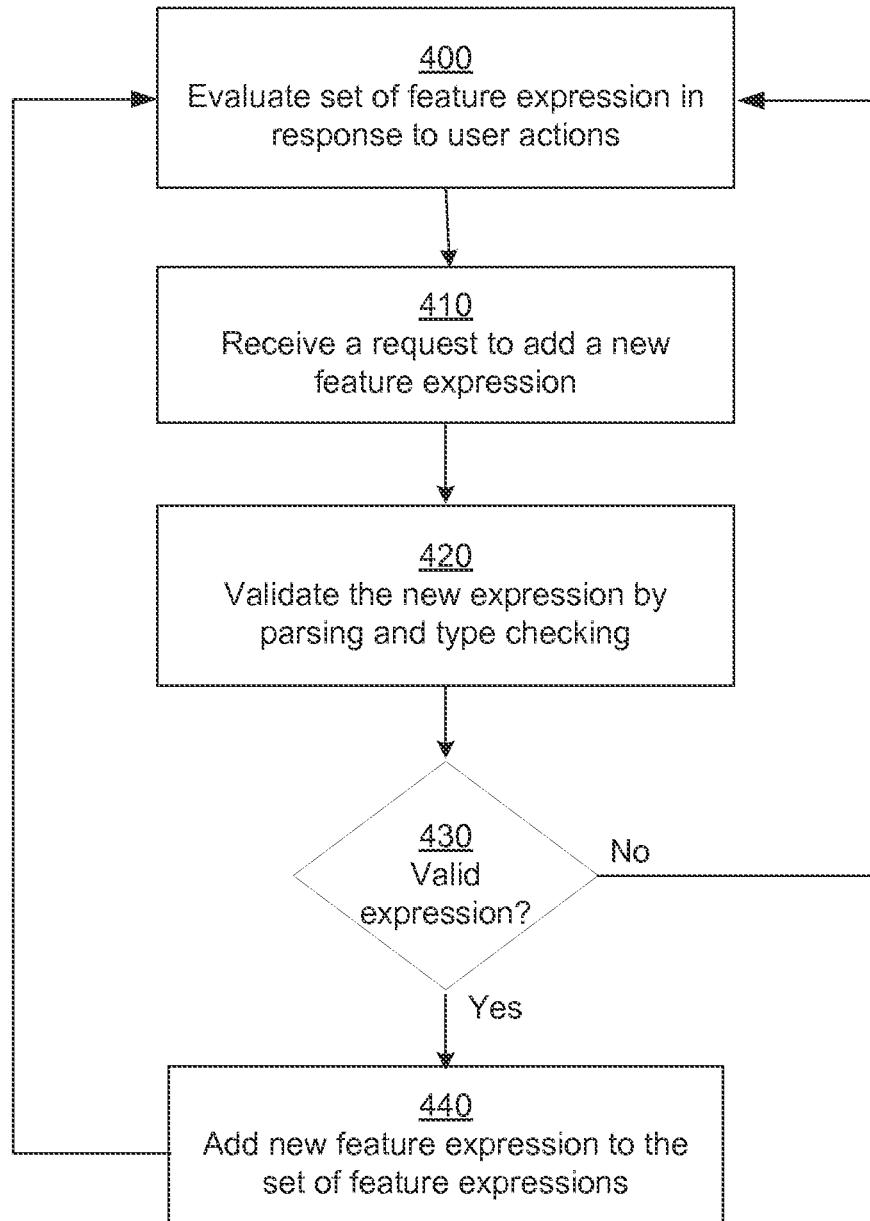 400
Evaluate set of feature expression in
response to user actions
410
Receive a request to add a new
feature expression
420
Validate the new expression by
parsing and type checking
430
Valid
expression?
No
Yes
440
Add new feature expression to the
set of feature expressions